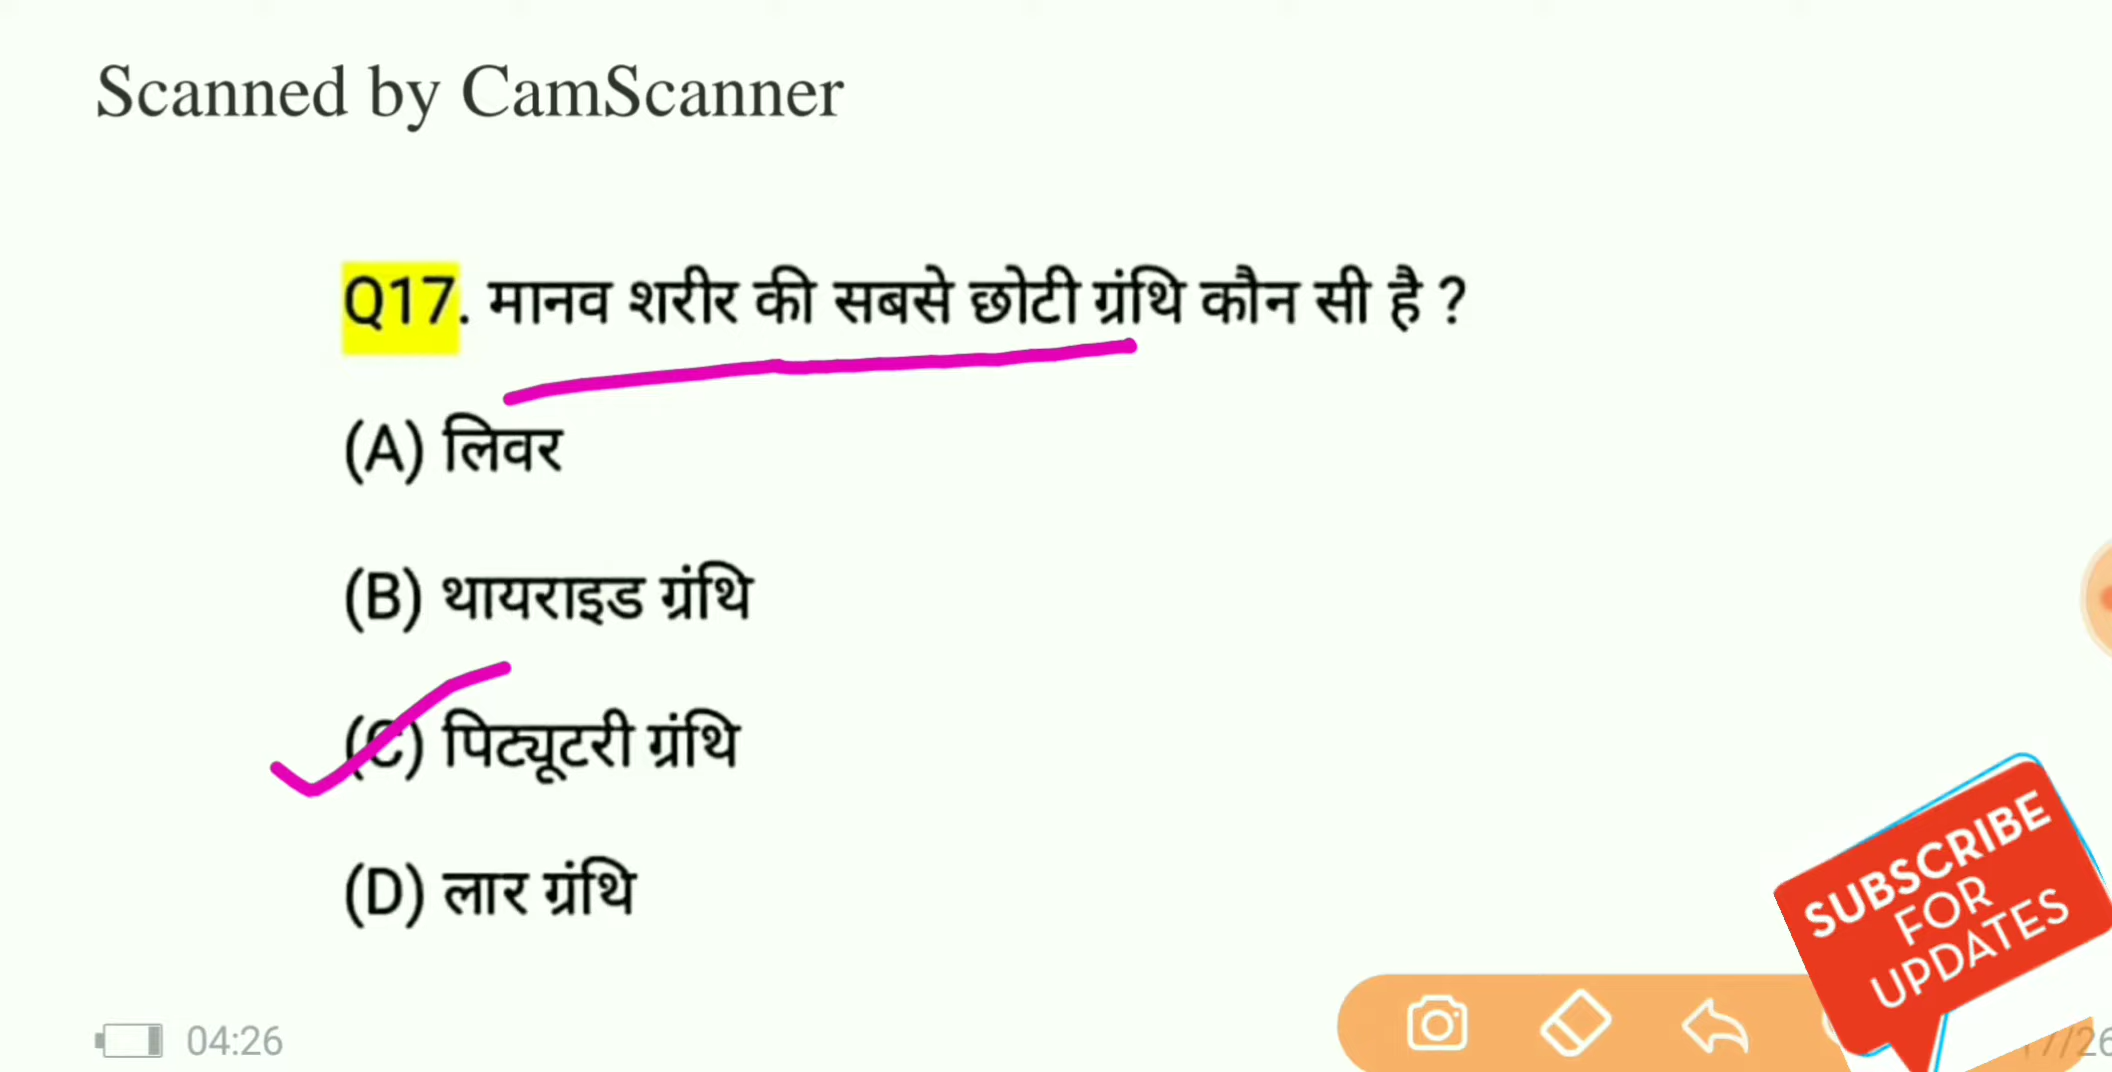 Scanned by CamScanner
Q17. मानव शरीर की सबसे छोटी ग्रंथि कौन सी है ?
(A) लिवर
(B) थायराइड ग्रंथि
(C) पिट्यूटरी ग्रंथि
(D) लार ग्रंथि
SUBSCRIBE
FOR
UPDATES
04:26